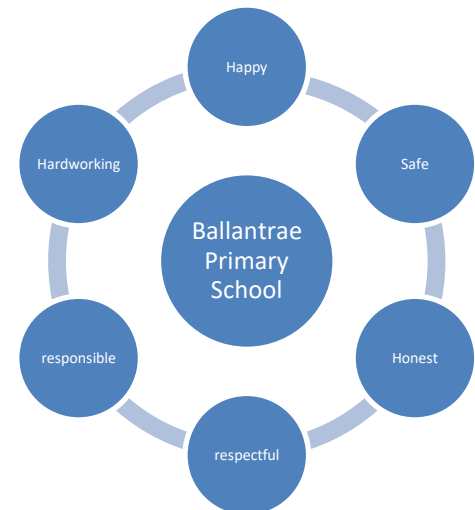 Happy
Safe
Honest
respectful
responsible
Hardworking
Ballantrae
Primary
School